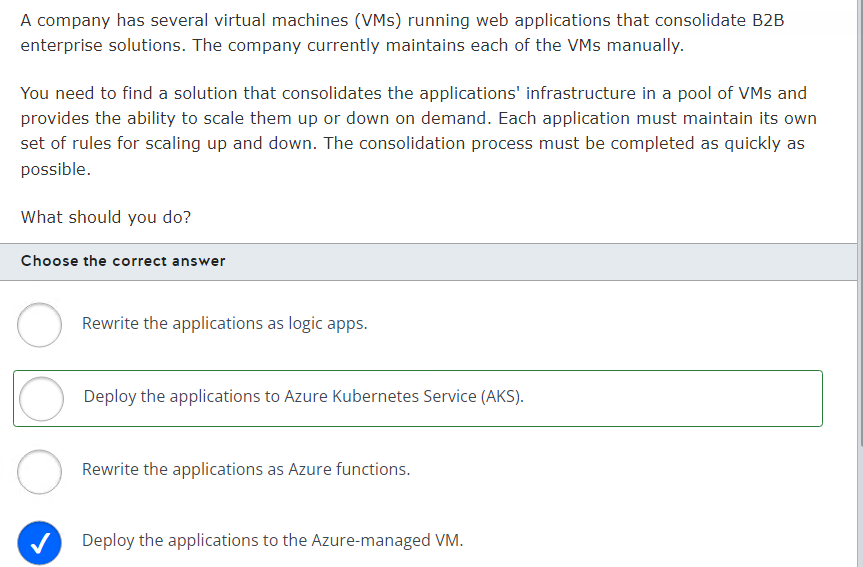 A company has several virtual machines (VMs) running web applications that consolidate B2B
enterprise solutions. The company currently maintains each of the VMs manually.
You need to find a solution that consolidates the applications' infrastructure in a pool of VMs and
provides the ability to scale them up or down on demand. Each application must maintain its own
set of rules for scaling up and down. The consolidation process must be completed as quickly as
possible.
What should you do?
Choose the correct answer
Rewrite the applications as logic apps.
Deploy the applications to Azure Kubernetes Service (AKS).
Rewrite the applications as Azure functions.
Deploy the applications to the Azure-managed VM.